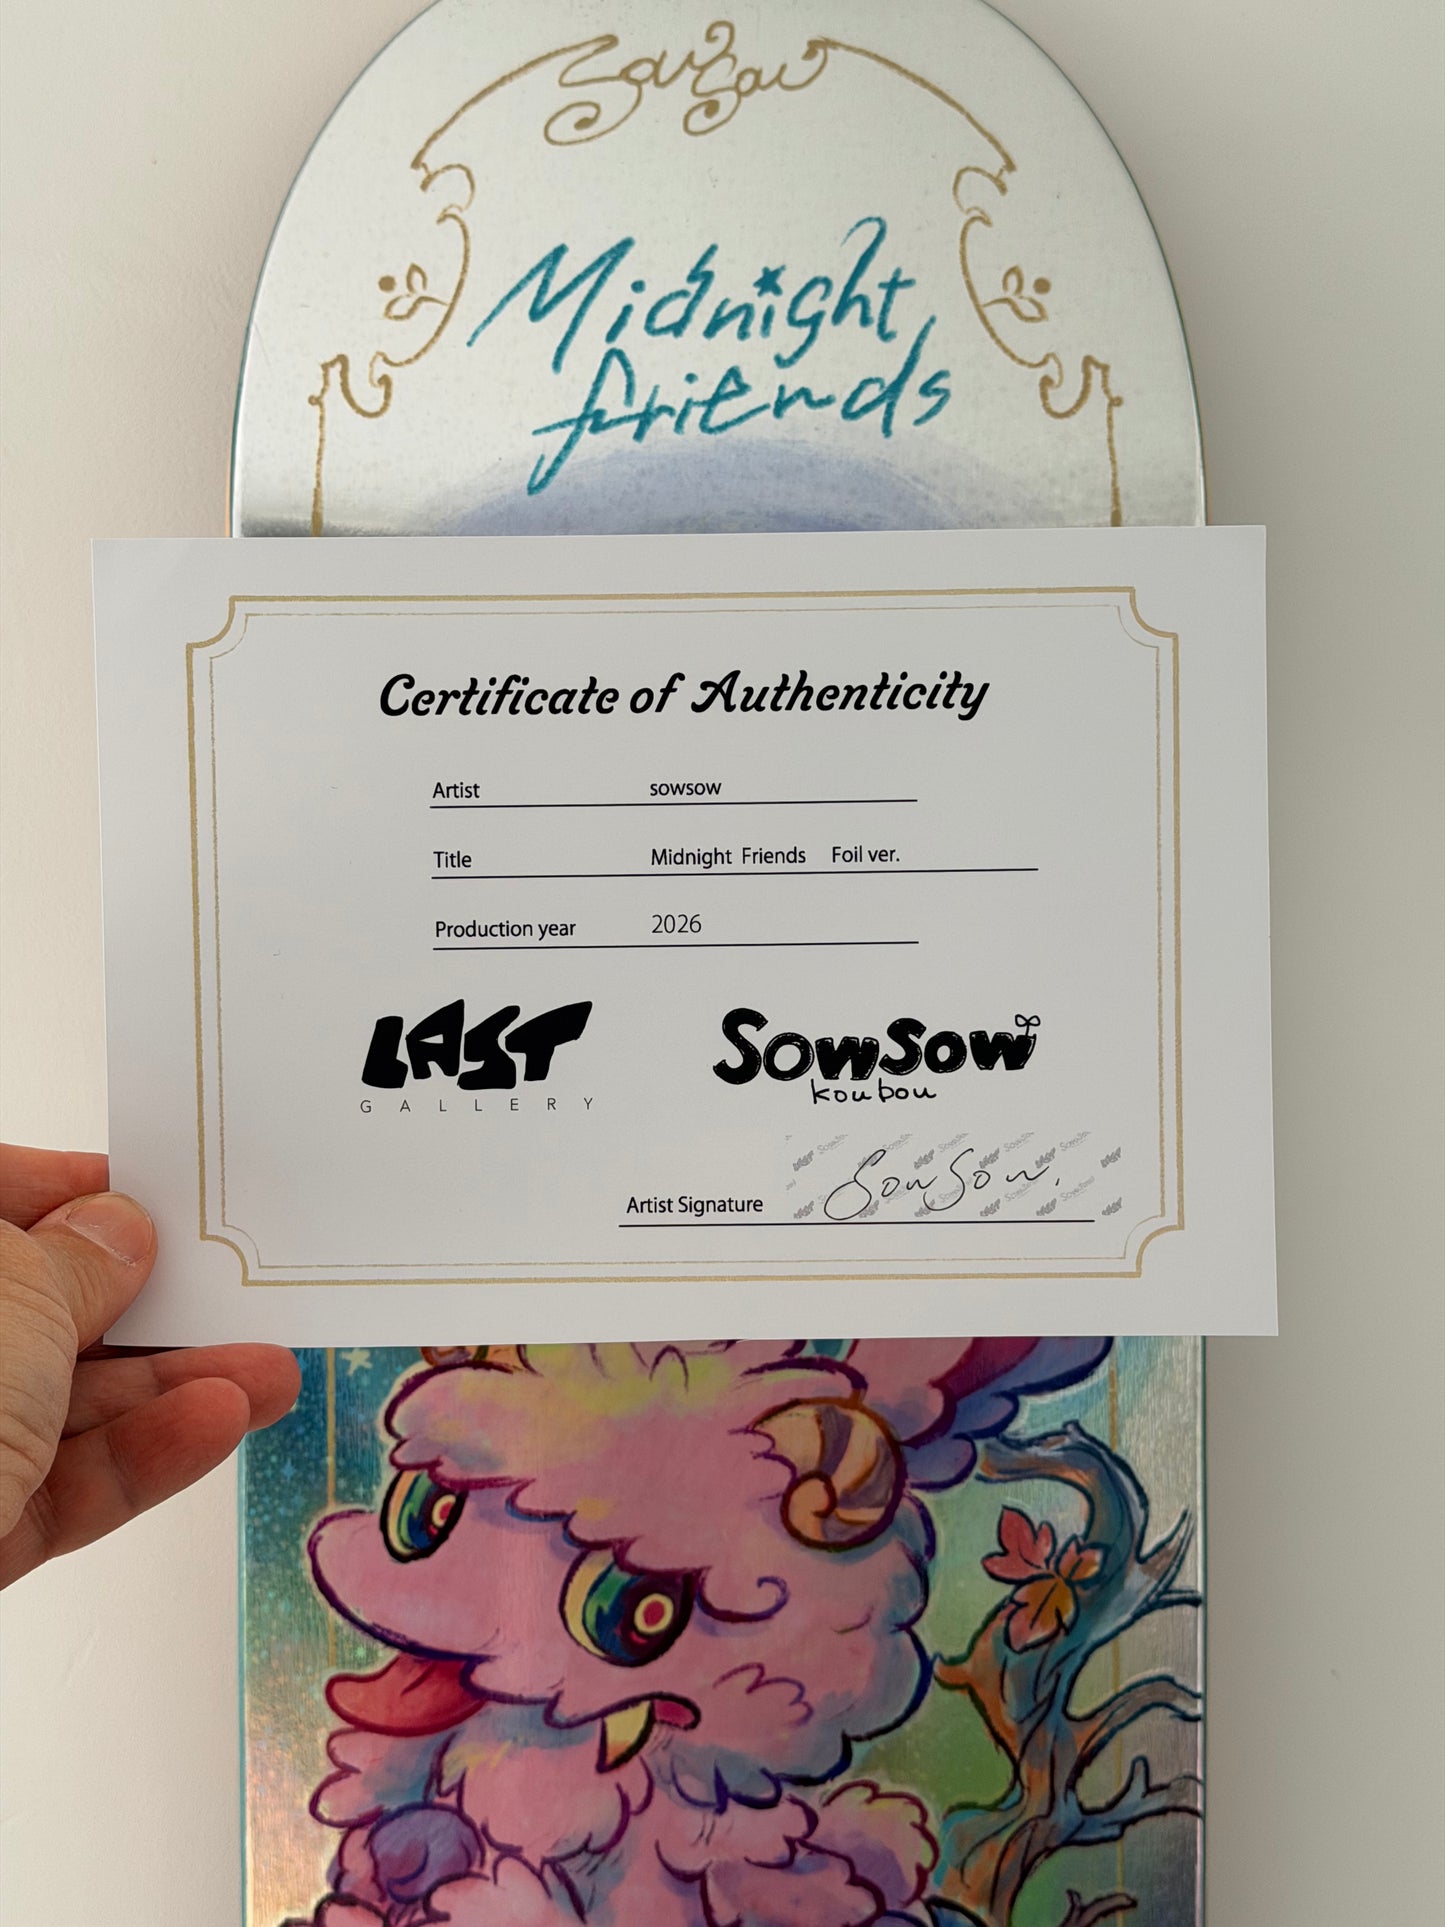 SowSow
Midnight
friends
Certificate of Authenticity
Artist sowsow
Title Midnight Friends Foil ver.
Production year 2026
LAST
GALLERY
Sowsow
koubou
Artist Signature SowSow.